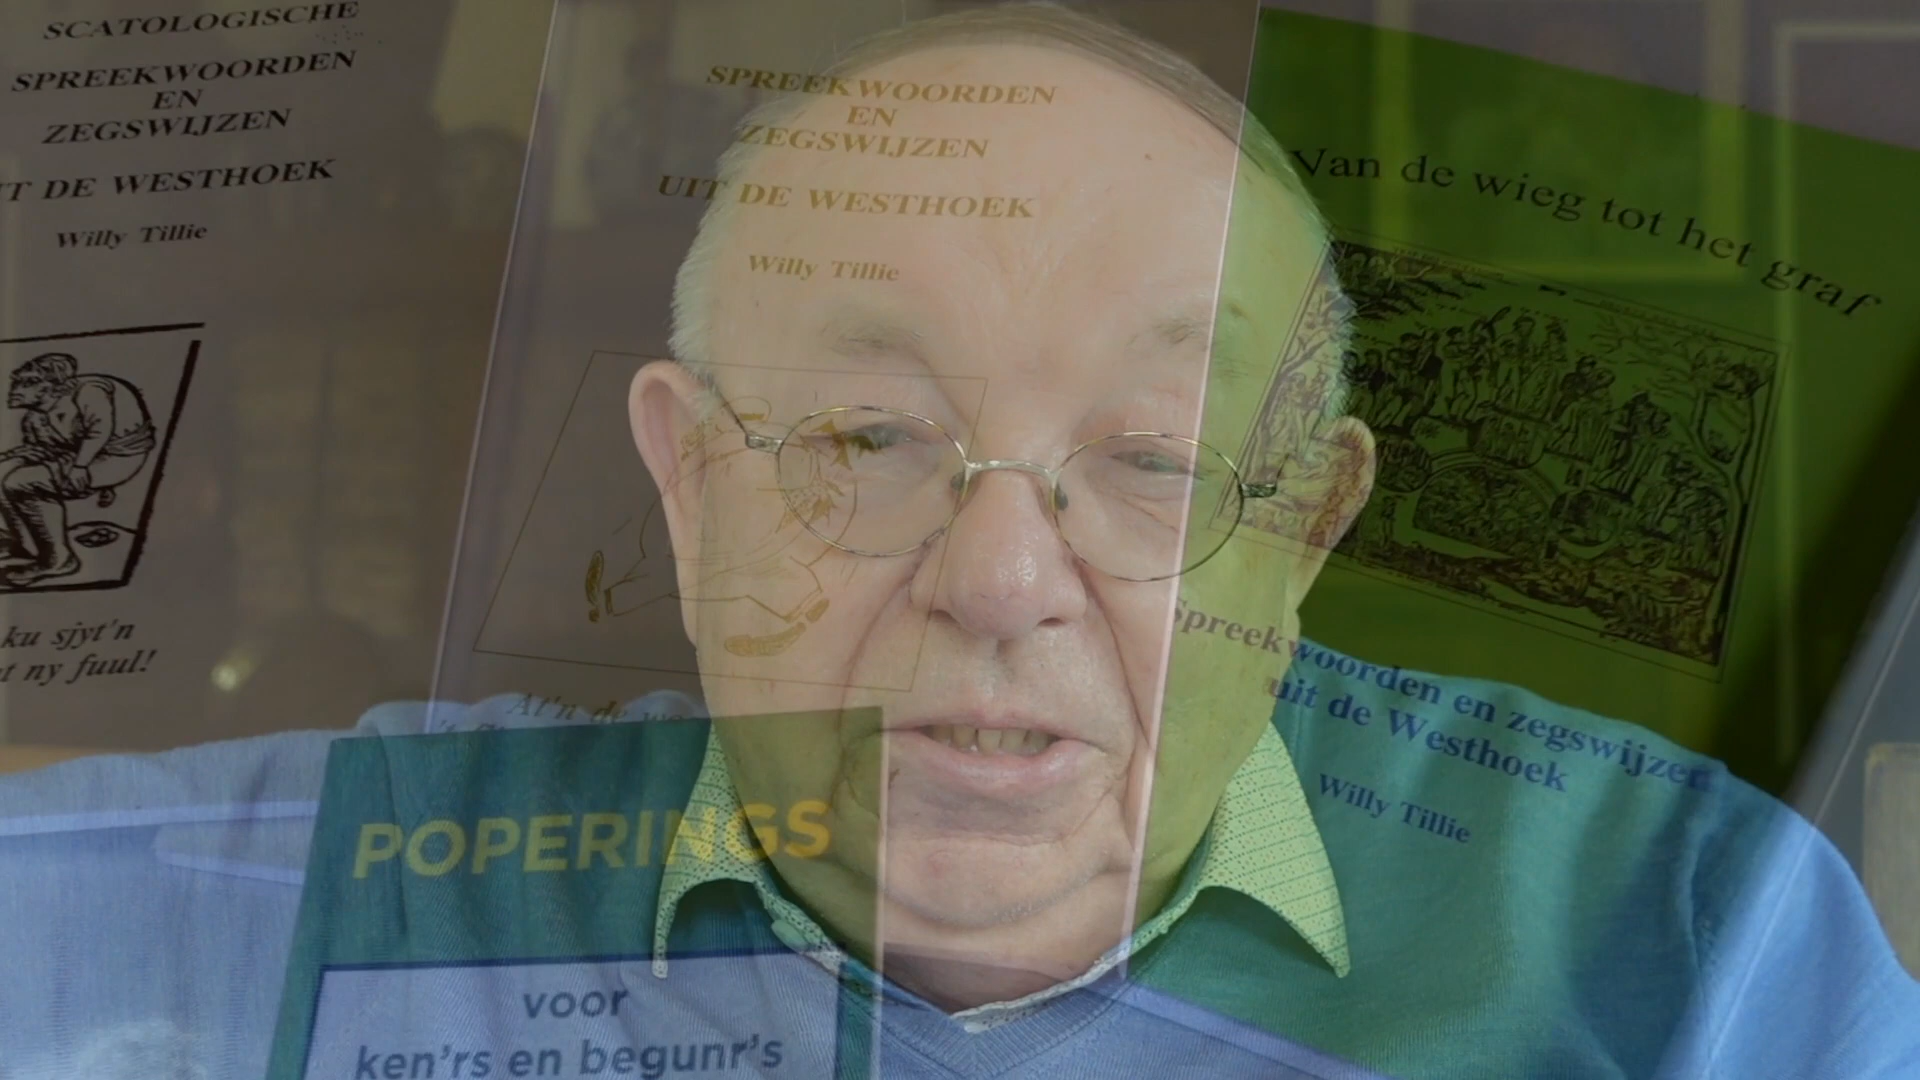 SCATOLOGISCHE
SPREEKWOORDEN
EN
ZEGSWIJZEN
DE WESTHOEK
Willy Tillie
ku sjyt'n
ny fuul!
SPREEKWOORDEN
EN
ZEGSWIJZEN
UIT DE WESTHOEK
Willy Tillie
At'n de
Van de wieg tot het graf
Spreekwoorden en zegswijzen
uit de Westhoek
Willy Tillie
POPERINGS
voor
ken'rs en begunr's